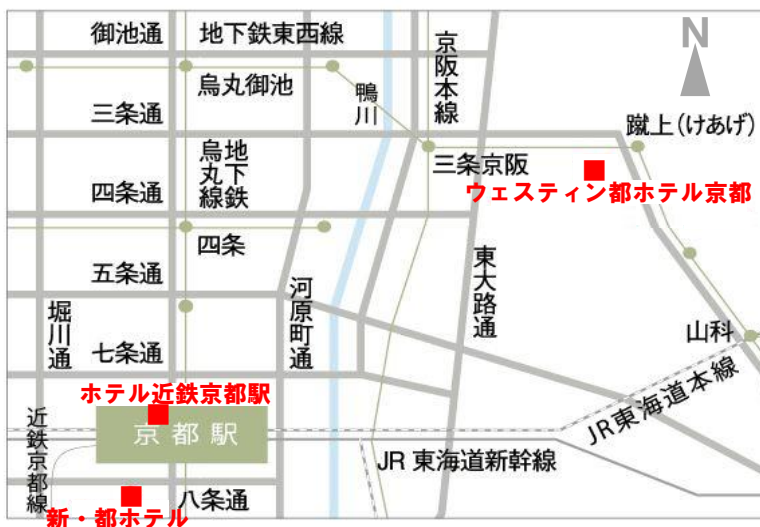 御池通
地下鉄東西線
京阪本線
N
烏丸御池
鴨川
三条通
蹴上(けあげ)
地下鉄
烏丸線
三条京阪
四条通
ウェスティン都ホテル京都
四条
東大路通
五条通
河原町通
堀川通
七条通
山科
ホテル近鉄京都駅
JR東海道本線
京都駅
近鉄京都線
JR東海道新幹線
八条通
新・都ホテル